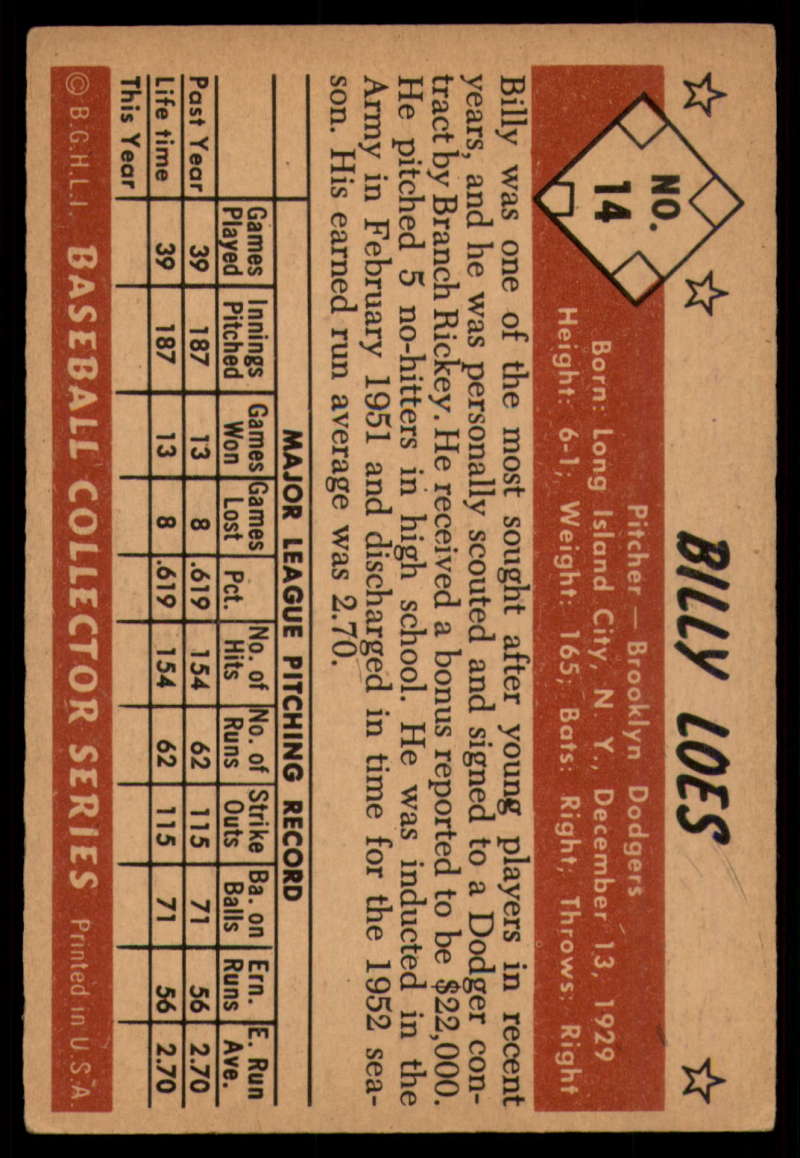 BILLY LOES
NO.
14
Pitcher — Brooklyn Dodgers
Born: Long Island City, N. Y., December 13, 1929
Height: 6-1, Weight: 165, Bats: Right; Throws: Right
Billy was one of the most sought after young players in recent
years, and he was personally scouted and signed to a Dodger con-
tract by Branch Rickey. He received a bonus reported to be $22,000.
He pitched 5 no-hitters in high school. He was inducted in the
Army in February 1951 and discharged in time for the 1952 sea-
son. His earned run average was 2.70.
MAJOR LEAGUE PITCHING RECORD
Games Innings Games Games Pct. No. of No. of Strike Ba. on Ern. E. Run
Played Pitched Won Lost Hits Runs Outs Balls Runs Ave.
Past Year 39 187 13 8 .619 154 62 115 71 56 2.70
Life time 39 187 13 8 .619 154 62 115 71 56 2.70
This Year
© B.G.H.L.I. BASEBALL COLLECTOR SERIES Printed in U.S.A.